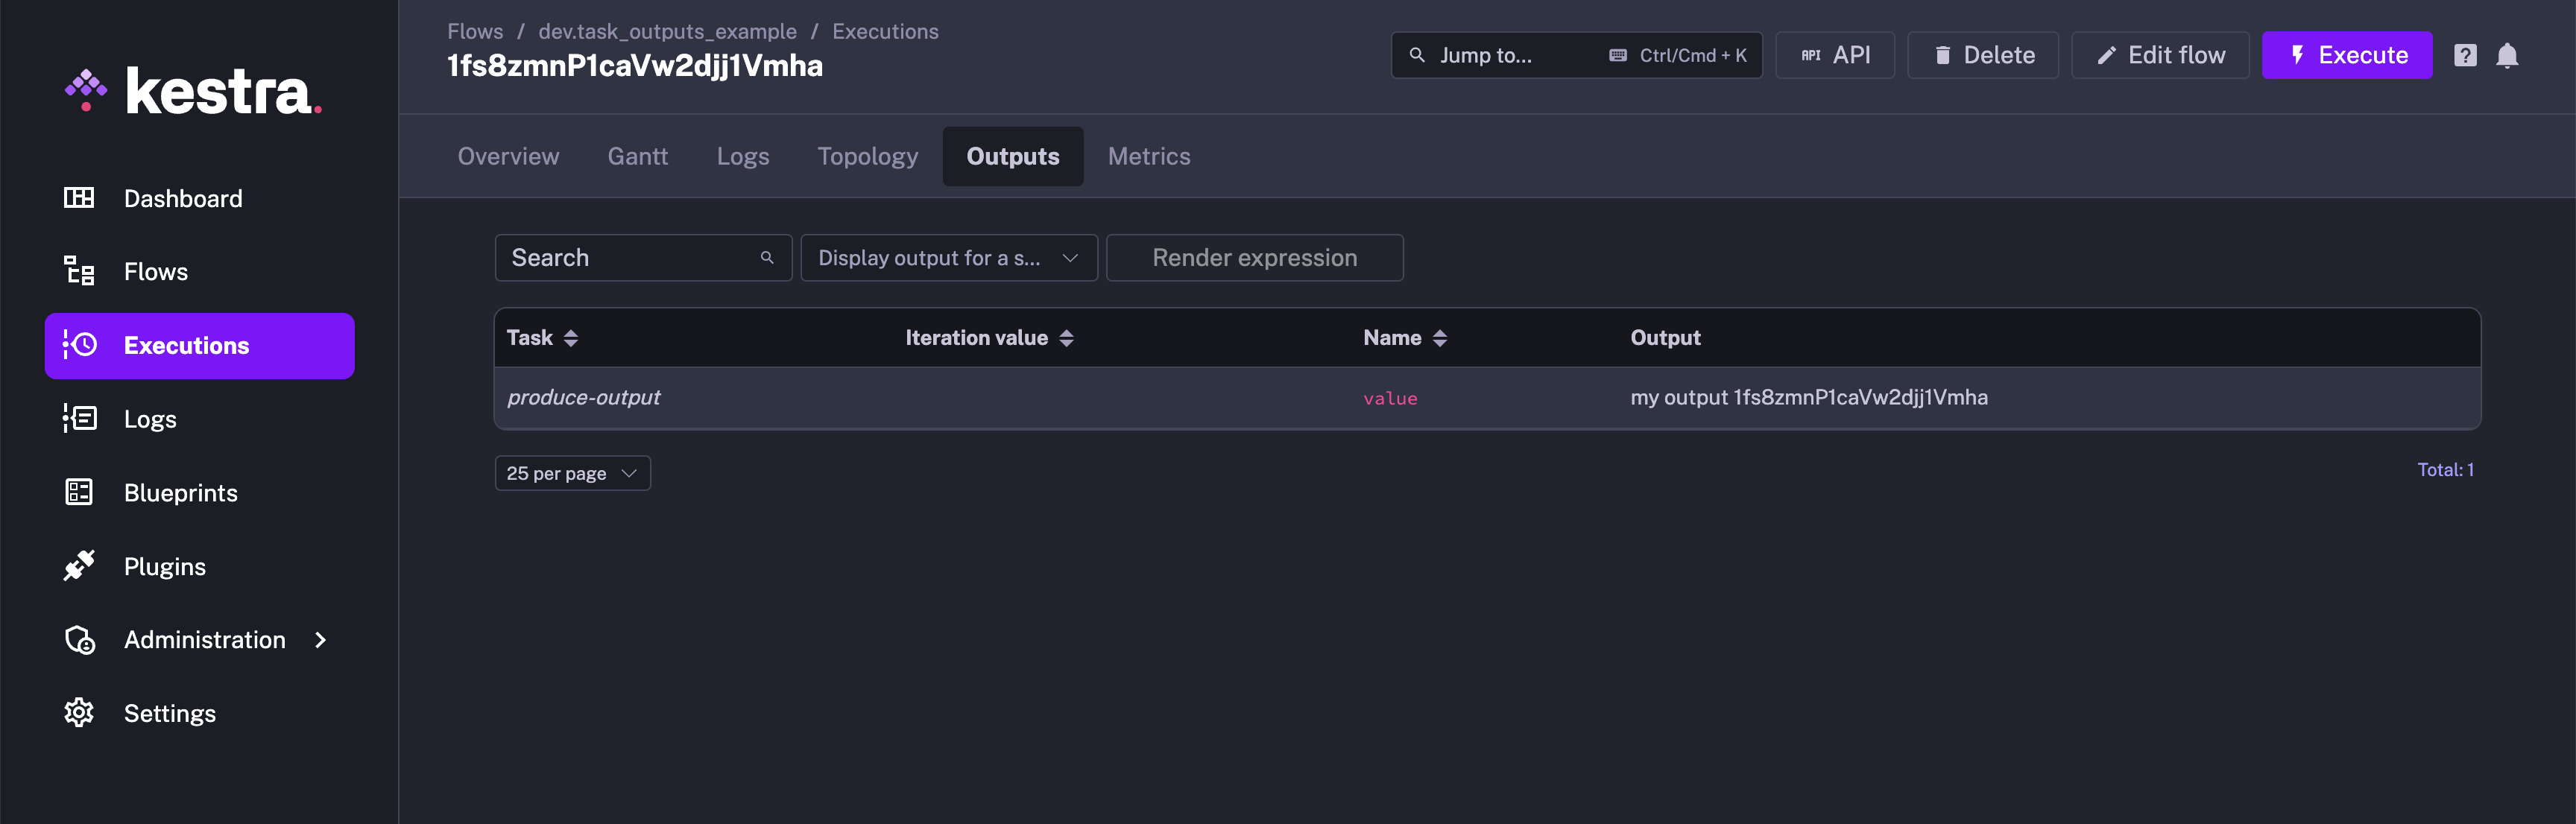 kestra.
Dashboard
Flows
Executions
Logs
Blueprints
Plugins
Administration
Settings
Flows / dev.task_outputs_example / Executions
1fs8zmnP1caVw2djj1Vmha
Jump to... Ctrl/Cmd + K
API API
Delete
Edit flow
Execute
?
Overview Gantt Logs Topology Outputs Metrics
Search
Display output for a s...
Render expression
Task Iteration value Name Output
produce-output value my output 1fs8zmnP1caVw2djj1Vmha
25 per page
Total: 1